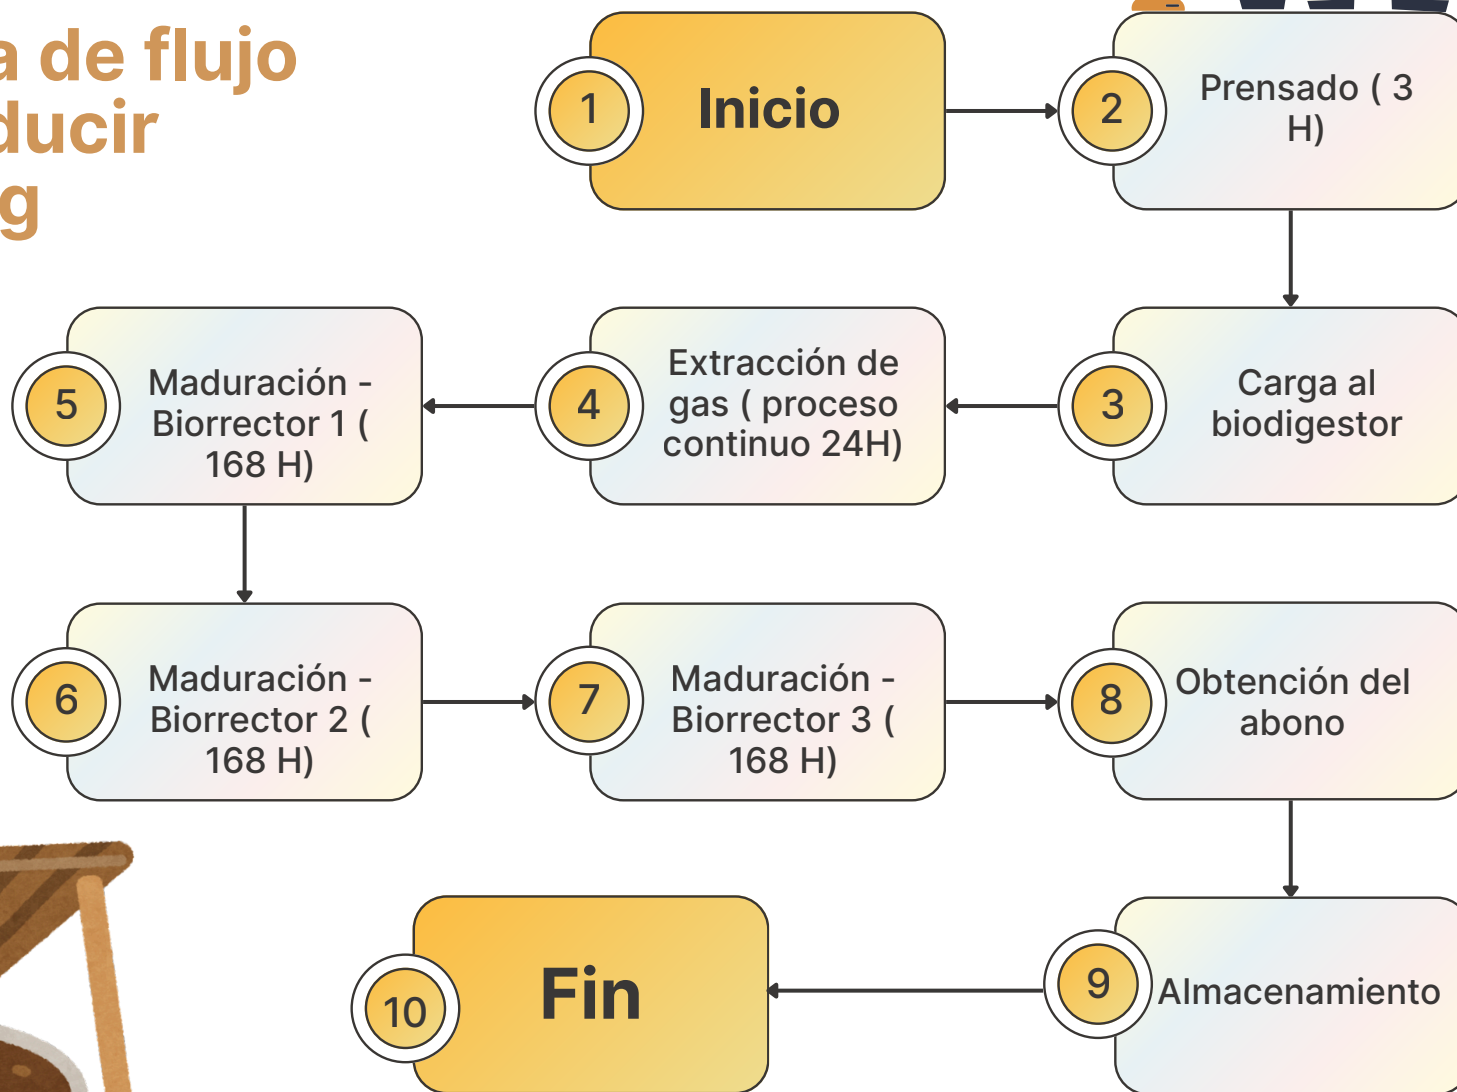 a de flujo
ducir
g
1
Inicio
2
Prensado ( 3
H)
5
Maduración -
Biorrector 1 (
168 H)
4
Extracción de
gas ( proceso
continuo 24H)
3
Carga al
biodigestor
6
Maduración -
Biorrector 2 (
168 H)
7
Maduración -
Biorrector 3 (
168 H)
8
Obtención del
abono
10
Fin
9
Almacenamiento